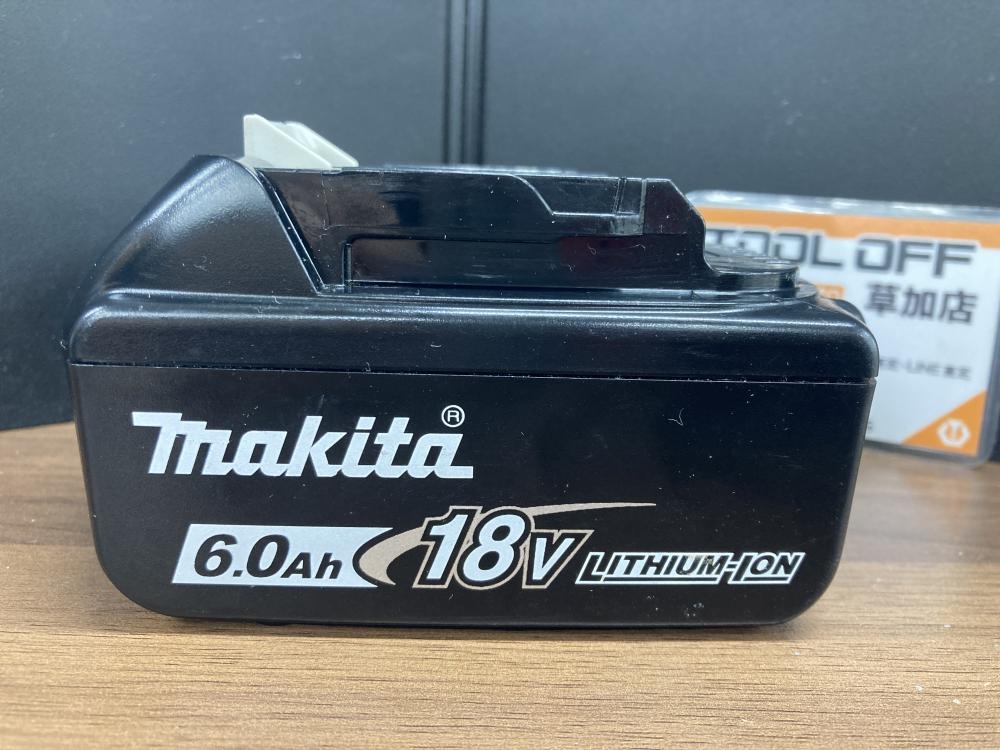 makita®
6.0Ah 18V LITHIUM-ION
TOOL OFF
草加店